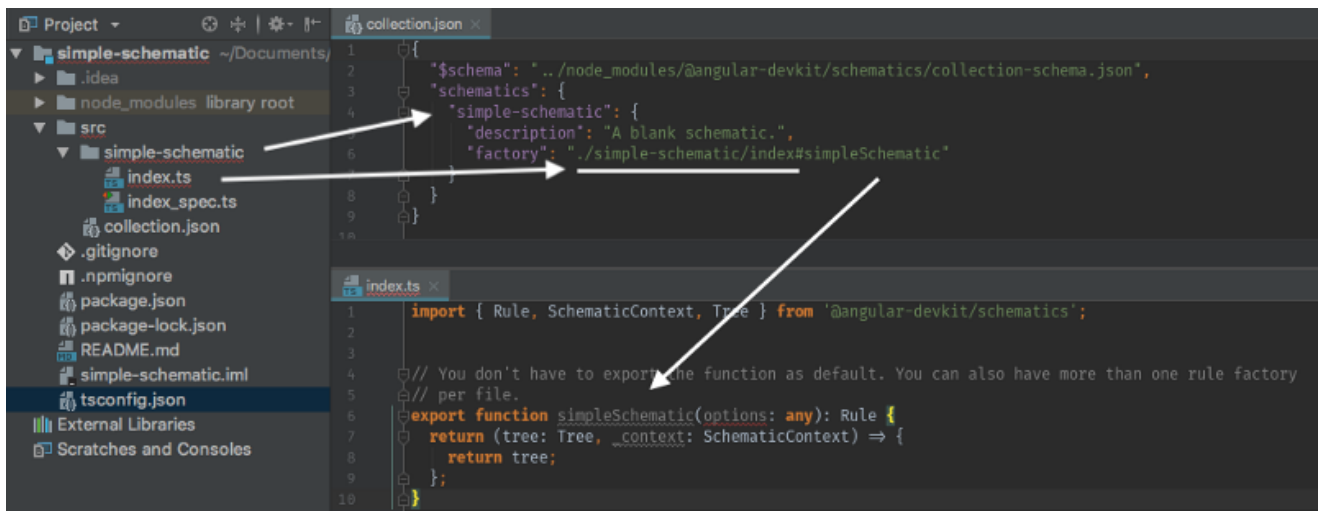 Project
simple-schematic ~/Documents/
.idea
node_modules library root
src
simple-schematic
index.ts
index_spec.ts
collection.json
.gitignore
.npmignore
package.json
package-lock.json
README.md
simple-schematic.iml
tsconfig.json
External Libraries
Scratches and Consoles
collection.json
1 {
2 "$schema": "../node_modules/@angular-devkit/schematics/collection-schema.json",
3 "schematics": {
4 "simple-schematic": {
"description": "A blank schematic.",
6 "factory": "./simple-schematic/index#simpleSchematic"
}
8 }
9 }
10
index.ts
1 import { Rule, SchematicContext, Tree } from '@angular-devkit/schematics';
2
3
4 // You don't have to export the function as default. You can also have more than one rule factory
5 // per file.
6 export function simpleSchematic(options: any): Rule {
7 return (tree: Tree, _context: SchematicContext) ⇒ {
8 return tree;
9 };
10 }